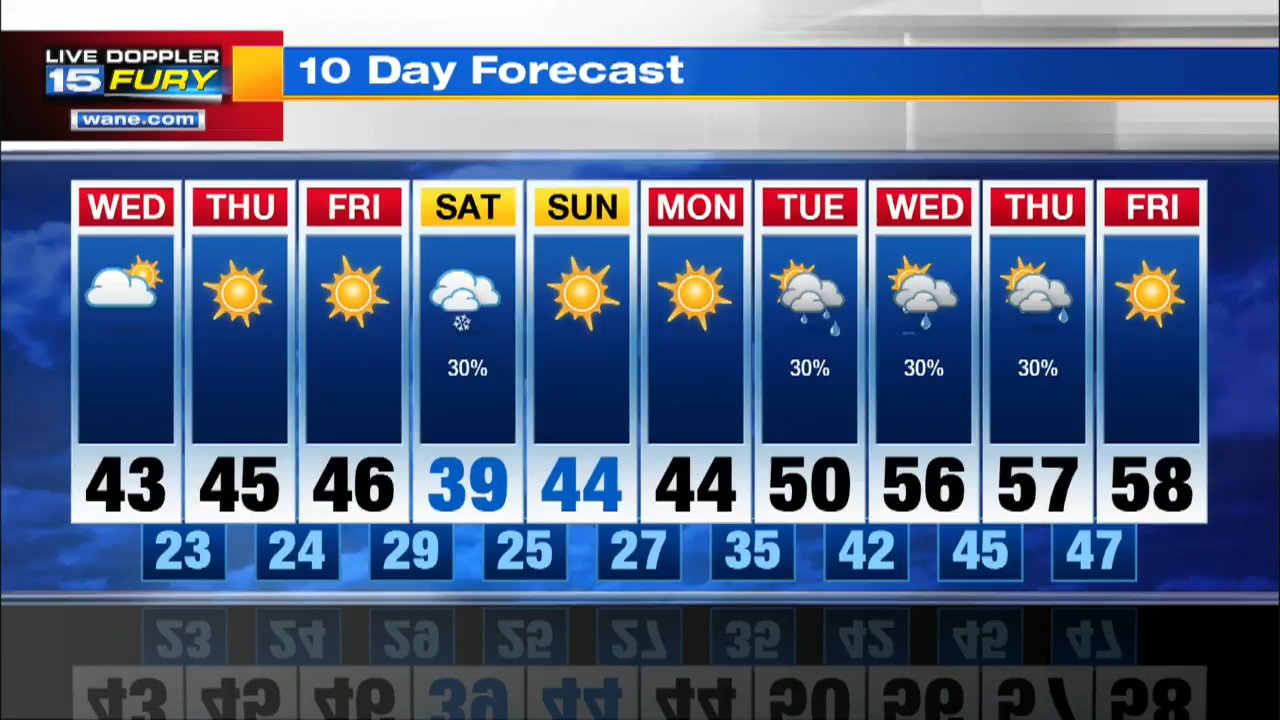 LIVE DOPPLER
15 FURY
wane.com
10 Day Forecast
WED THU FRI SAT SUN MON TUE WED THU FRI
30% 30% 30% 30%
43 45 46 39 44 44 50 56 57 58
23 24 29 25 27 35 42 45 47